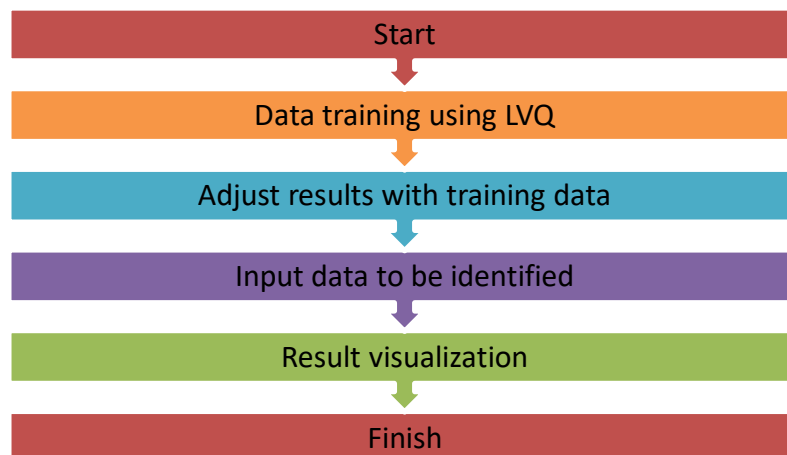 Start
Data training using LVQ
Adjust results with training data
Input data to be identified
Result visualization
Finish